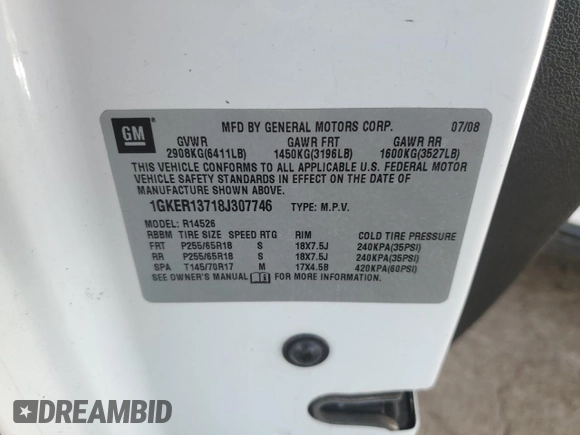 GM
MFD BY GENERAL MOTORS CORP. 07/08
GVWR GAWR FRT GAWR RR
2908KG(6411LB) 1450KG(3196LB) 1600KG(3527LB)
THIS VEHICLE CONFORMS TO ALL APPLICABLE U.S. FEDERAL MOTOR
VEHICLE SAFETY STANDARDS IN EFFECT ON THE DATE OF
MANUFACTURE SHOWN ABOVE.
1GKER13718J307746 TYPE: M.P.V.
MODEL: R14526
RBBM TIRE SIZE SPEED RTG RIM COLD TIRE PRESSURE
FRT P255/65R18 S 18X7.5J 240KPA(35PSI)
RR P255/65R18 S 18X7.5J 240KPA(35PSI)
SPA T145/70R17 M 17X4.5B 420KPA(60PSI)
SEE OWNER'S MANUAL FOR MORE INFORMATION.
DREAMBID